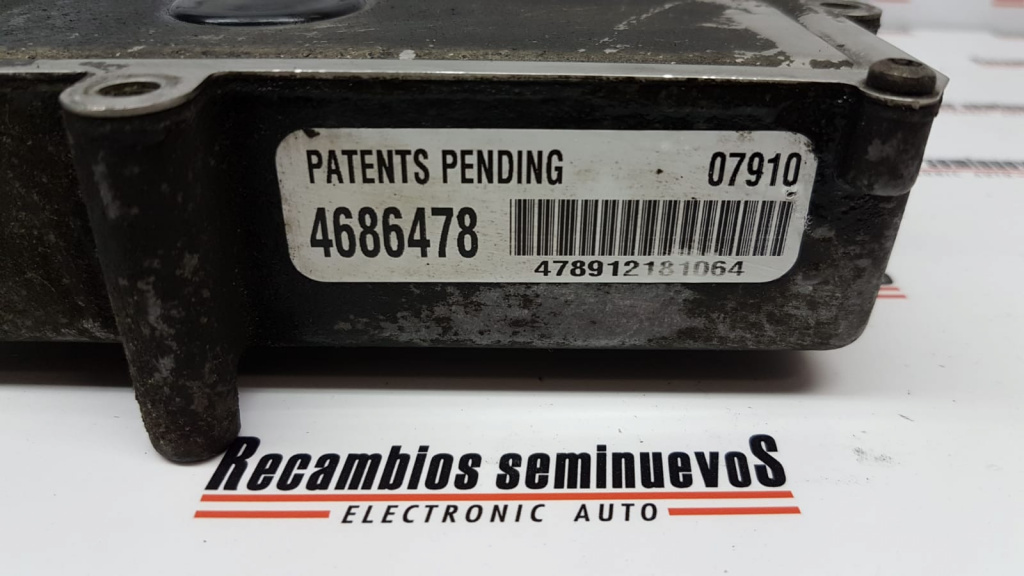 PATENTS PENDING 07910
4686478
478912181064
Recambios seminuevos
ELECTRONIC AUTO